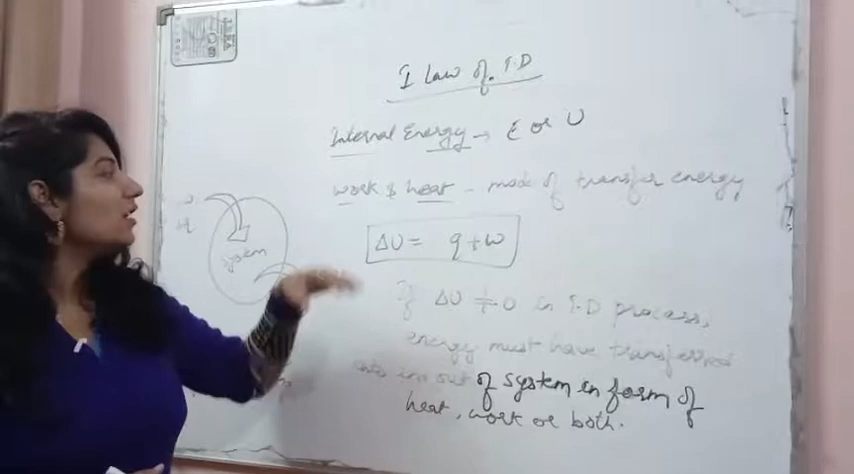 I Law of T.D
Internal Energy → E or U
work & heat - mode of transfer energy
system
ΔU = q+w
If ΔU ≠ 0 in T.D process,
energy must have transferred
into or out of system in form of
heat, work or both.